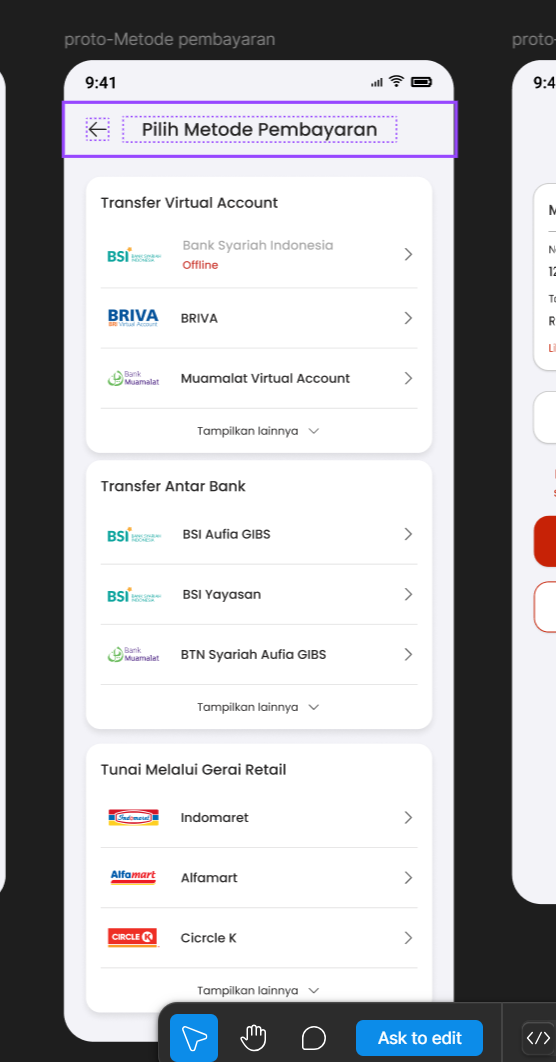 proto-Metode pembayaran
proto-
9:41
9:4
Pilih Metode Pembayaran
Transfer Virtual Account
BSI BANK SYARIAH INDONESIA
Bank Syariah Indonesia
Offline
BRIVA
BRI Virtual Account
BRIVA
Bank Muamalat
Muamalat Virtual Account
Tampilkan lainnya
Transfer Antar Bank
BSI BANK SYARIAH INDONESIA
BSI Aufia GIBS
BSI BANK SYARIAH INDONESIA
BSI Yayasan
Bank Muamalat
BTN Syariah Aufia GIBS
Tampilkan lainnya
Tunai Melalui Gerai Retail
Indomaret
Indomaret
Alfamart
Alfamart
CIRCLE K
Cicrcle K
Tampilkan lainnya
Ask to edit